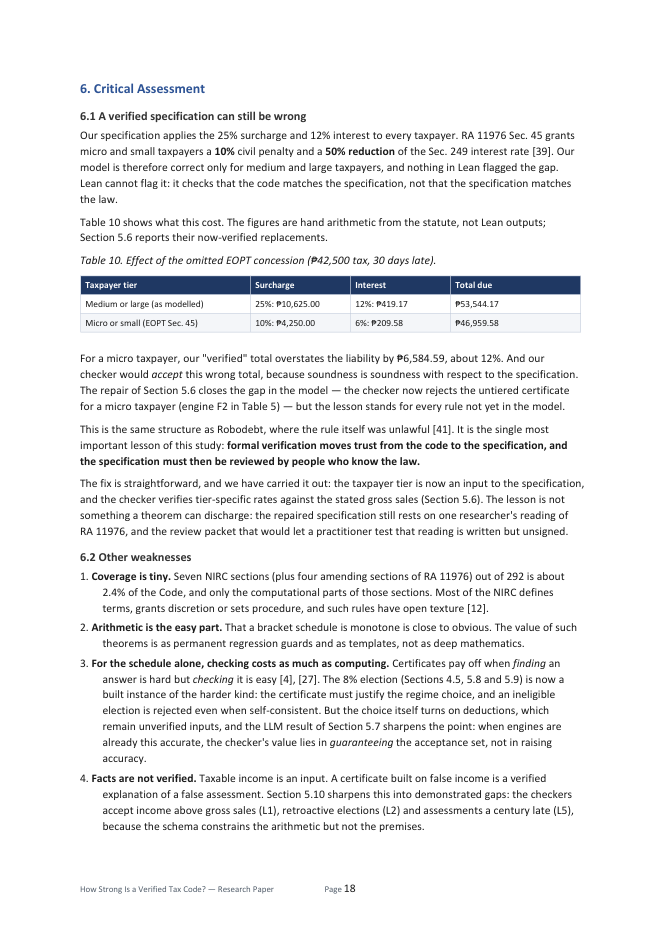 6. Critical Assessment
6.1 A verified specification can still be wrong
Our specification applies the 25% surcharge and 12% interest to every taxpayer. RA 11976 Sec. 45 grants
micro and small taxpayers a 10% civil penalty and a 50% reduction of the Sec. 249 interest rate [39]. Our
model is therefore correct only for medium and large taxpayers, and nothing in Lean flagged the gap.
Lean cannot flag it: it checks that the code matches the specification, not that the specification matches
the law.
Table 10 shows what this cost. The figures are hand arithmetic from the statute, not Lean outputs;
Section 5.6 reports their now-verified replacements.
Table 10. Effect of the omitted EOPT concession (₱42,500 tax, 30 days late).
Taxpayer tier Surcharge Interest Total due
Medium or large (as modelled) 25%: ₱10,625.00 12%: ₱419.17 ₱53,544.17
Micro or small (EOPT Sec. 45) 10%: ₱4,250.00 6%: ₱209.58 ₱46,959.58
For a micro taxpayer, our "verified" total overstates the liability by ₱6,584.59, about 12%. And our
checker would accept this wrong total, because soundness is soundness with respect to the specification.
The repair of Section 5.6 closes the gap in the model — the checker now rejects the untiered certificate
for a micro taxpayer (engine F2 in Table 5) — but the lesson stands for every rule not yet in the model.
This is the same structure as Robodebt, where the rule itself was unlawful [41]. It is the single most
important lesson of this study: formal verification moves trust from the code to the specification, and
the specification must then be reviewed by people who know the law.
The fix is straightforward, and we have carried it out: the taxpayer tier is now an input to the specification,
and the checker verifies tier-specific rates against the stated gross sales (Section 5.6). The lesson is not
something a theorem can discharge: the repaired specification still rests on one researcher's reading of
RA 11976, and the review packet that would let a practitioner test that reading is written but unsigned.
6.2 Other weaknesses
1. Coverage is tiny. Seven NIRC sections (plus four amending sections of RA 11976) out of 292 is about
2.4% of the Code, and only the computational parts of those sections. Most of the NIRC defines
terms, grants discretion or sets procedure, and such rules have open texture [12].
2. Arithmetic is the easy part. That a bracket schedule is monotone is close to obvious. The value of such
theorems is as permanent regression guards and as templates, not as deep mathematics.
3. For the schedule alone, checking costs as much as computing. Certificates pay off when finding an
answer is hard but checking it is easy [4], [27]. The 8% election (Sections 4.5, 5.8 and 5.9) is now a
built instance of the harder kind: the certificate must justify the regime choice, and an ineligible
election is rejected even when self-consistent. But the choice itself turns on deductions, which
remain unverified inputs, and the LLM result of Section 5.7 sharpens the point: when engines are
already this accurate, the checker's value lies in guaranteeing the acceptance set, not in raising
accuracy.
4. Facts are not verified. Taxable income is an input. A certificate built on false income is a verified
explanation of a false assessment. Section 5.10 sharpens this into demonstrated gaps: the checkers
accept income above gross sales (L1), retroactive elections (L2) and assessments a century late (L5),
because the schema constrains the arithmetic but not the premises.
How Strong Is a Verified Tax Code? — Research Paper Page 18